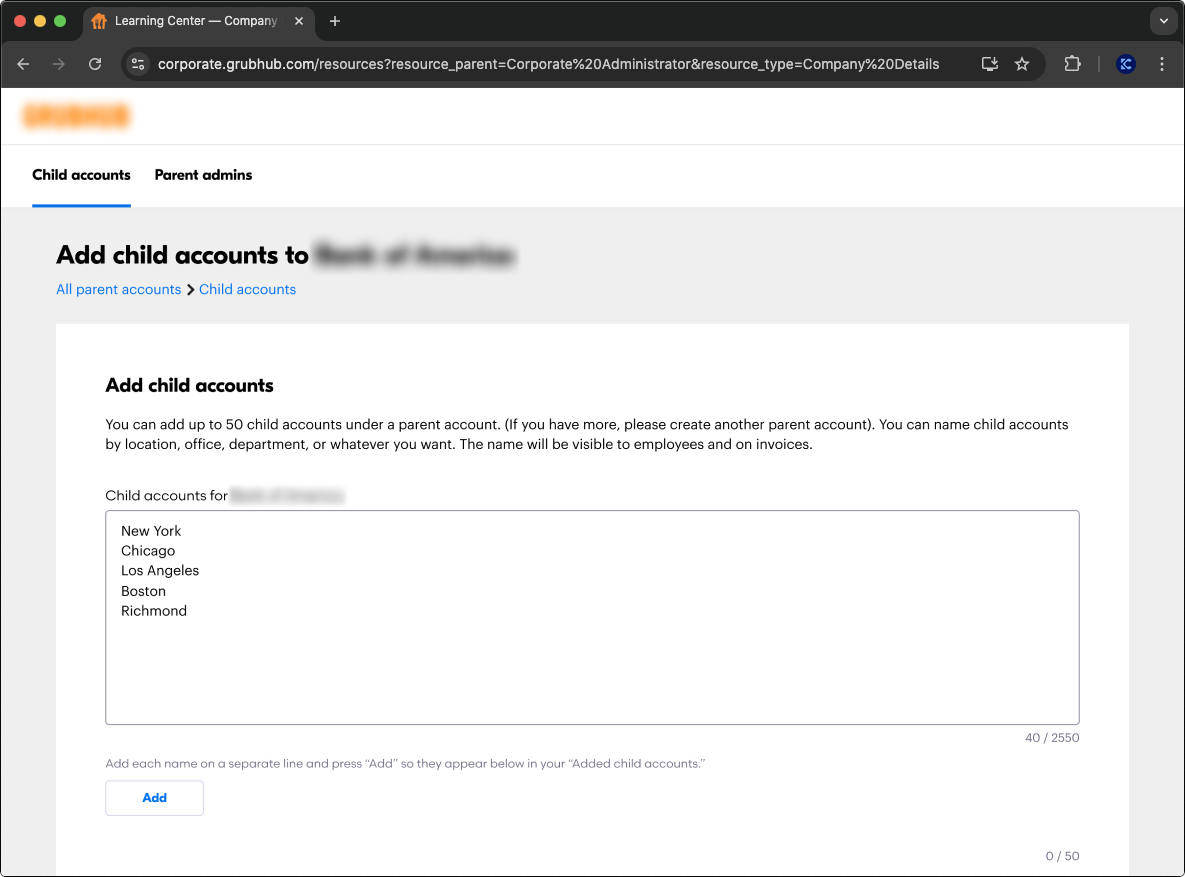 Learning Center — Company
corporate.grubhub.com/resources?resource_parent=Corporate%20Administrator&resource_type=Company%20Details
Child accounts Parent admins
Add child accounts to
All parent accounts > Child accounts
Add child accounts
You can add up to 50 child accounts under a parent account. (If you have more, please create another parent account). You can name child accounts
by location, office, department, or whatever you want. The name will be visible to employees and on invoices.
Child accounts for
New York
Chicago
Los Angeles
Boston
Richmond
40 / 2550
Add each name on a separate line and press “Add” so they appear below in your “Added child accounts.”
Add
0 / 50